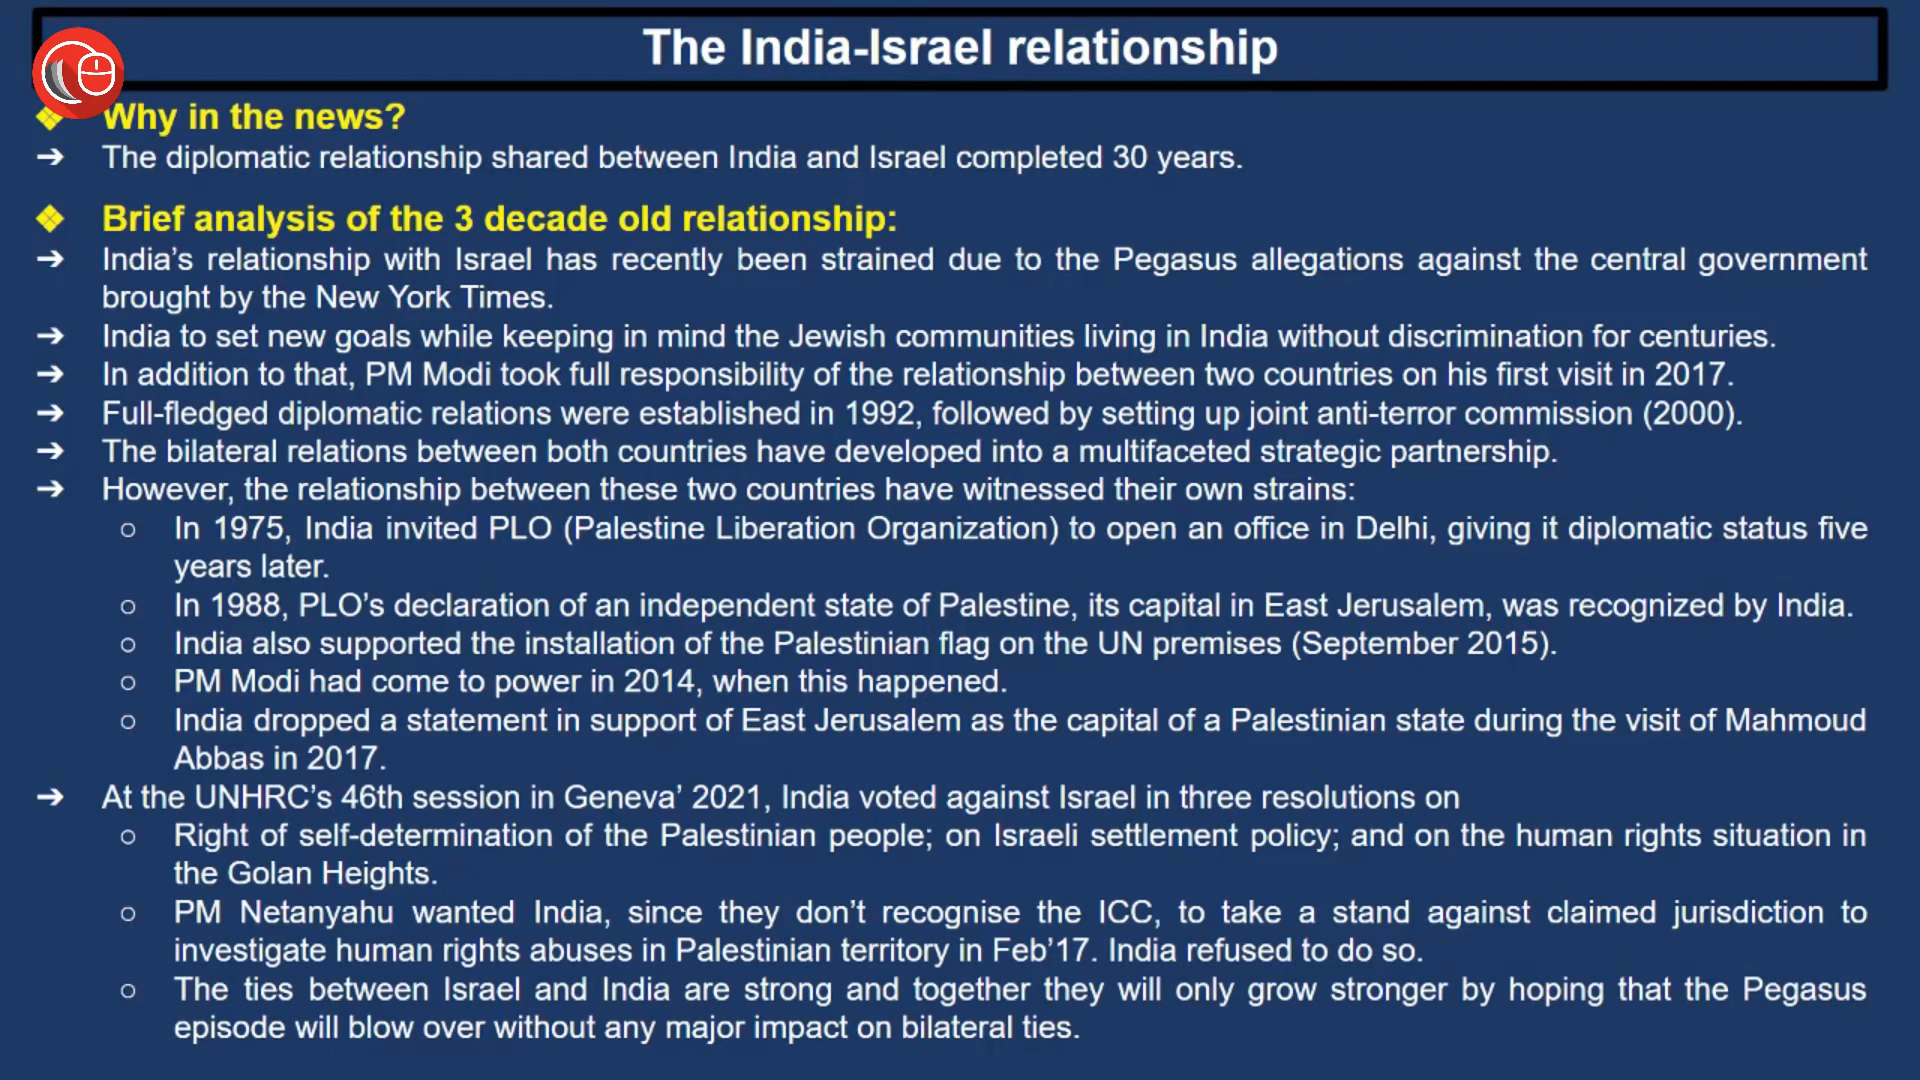 The India-Israel relationship
❖ Why in the news?
➔ The diplomatic relationship shared between India and Israel completed 30 years.
❖ Brief analysis of the 3 decade old relationship:
➔ India’s relationship with Israel has recently been strained due to the Pegasus allegations against the central government
brought by the New York Times.
➔ India to set new goals while keeping in mind the Jewish communities living in India without discrimination for centuries.
➔ In addition to that, PM Modi took full responsibility of the relationship between two countries on his first visit in 2017.
➔ Full-fledged diplomatic relations were established in 1992, followed by setting up joint anti-terror commission (2000).
➔ The bilateral relations between both countries have developed into a multifaceted strategic partnership.
➔ However, the relationship between these two countries have witnessed their own strains:
○ In 1975, India invited PLO (Palestine Liberation Organization) to open an office in Delhi, giving it diplomatic status five
years later.
○ In 1988, PLO’s declaration of an independent state of Palestine, its capital in East Jerusalem, was recognized by India.
○ India also supported the installation of the Palestinian flag on the UN premises (September 2015).
○ PM Modi had come to power in 2014, when this happened.
○ India dropped a statement in support of East Jerusalem as the capital of a Palestinian state during the visit of Mahmoud
Abbas in 2017.
➔ At the UNHRC’s 46th session in Geneva’ 2021, India voted against Israel in three resolutions on
○ Right of self-determination of the Palestinian people; on Israeli settlement policy; and on the human rights situation in
the Golan Heights.
○ PM Netanyahu wanted India, since they don’t recognise the ICC, to take a stand against claimed jurisdiction to
investigate human rights abuses in Palestinian territory in Feb’17. India refused to do so.
○ The ties between Israel and India are strong and together they will only grow stronger by hoping that the Pegasus
episode will blow over without any major impact on bilateral ties.